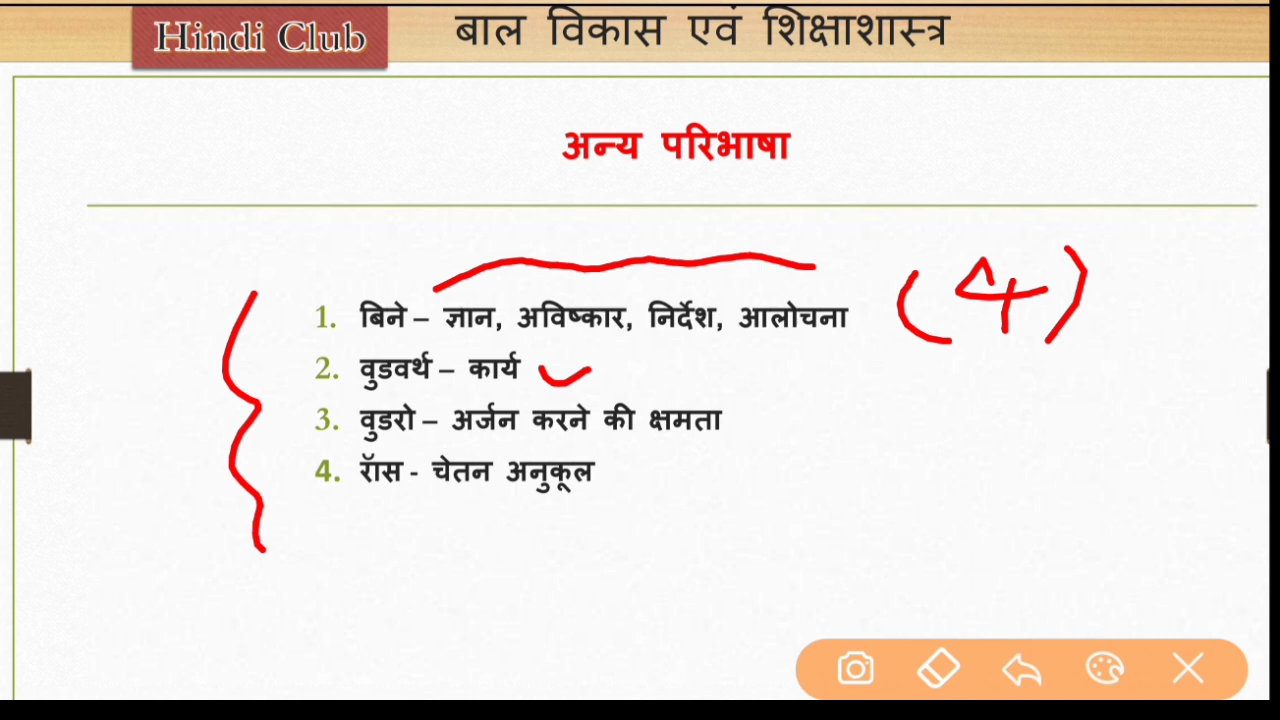 Hindi Club
बाल विकास एवं शिक्षाशास्त्र
अन्य परिभाषा
1. बिने – ज्ञान, अविष्कार, निर्देश, आलोचना (4)
2. वुडवर्थ – कार्य
3. वुडरो – अर्जन करने की क्षमता
4. रॉस - चेतन अनुकूल